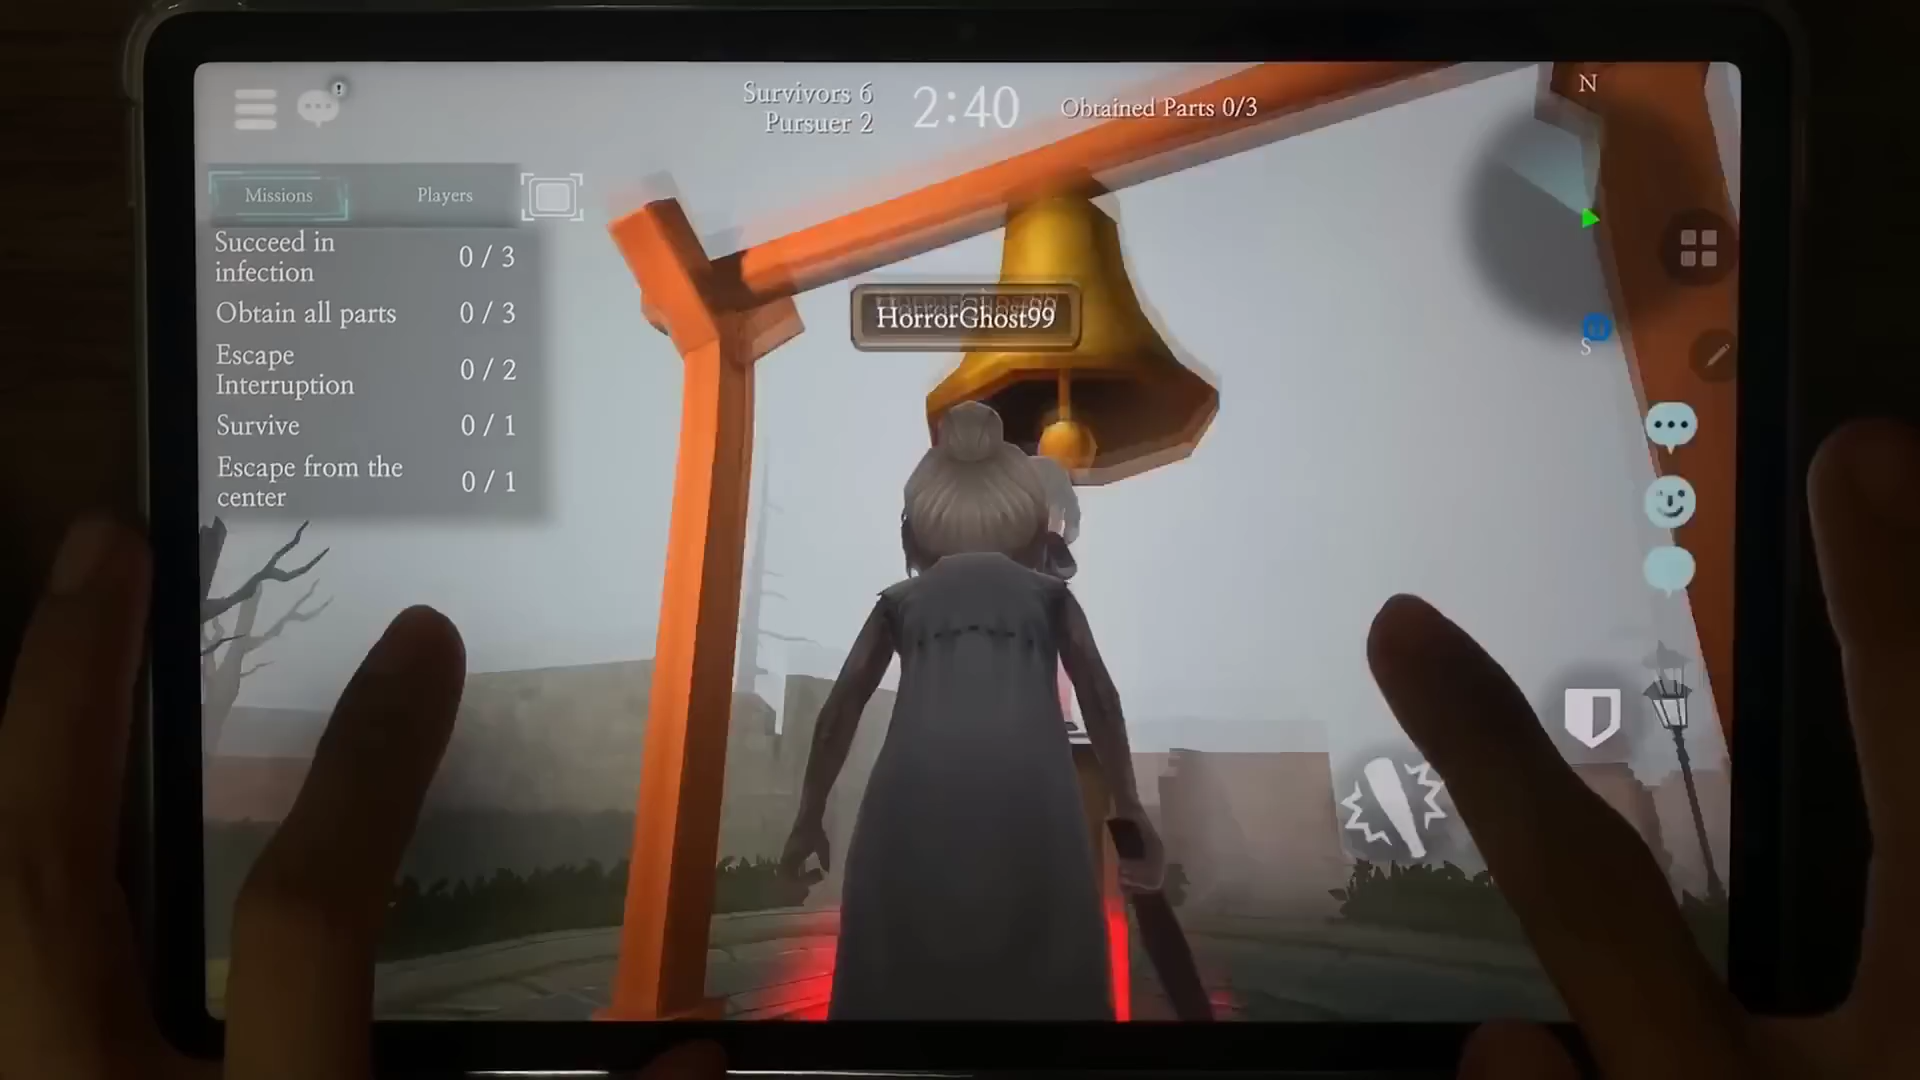 Survivors 6
Pursuer 2
2:40
Obtained Parts 0/3
N
Missions
Players
Succeed in
infection
0 / 3
Obtain all parts
0 / 3
Escape
Interruption
0 / 2
Survive
0 / 1
Escape from the
center
0 / 1
HorrorGhost99
S